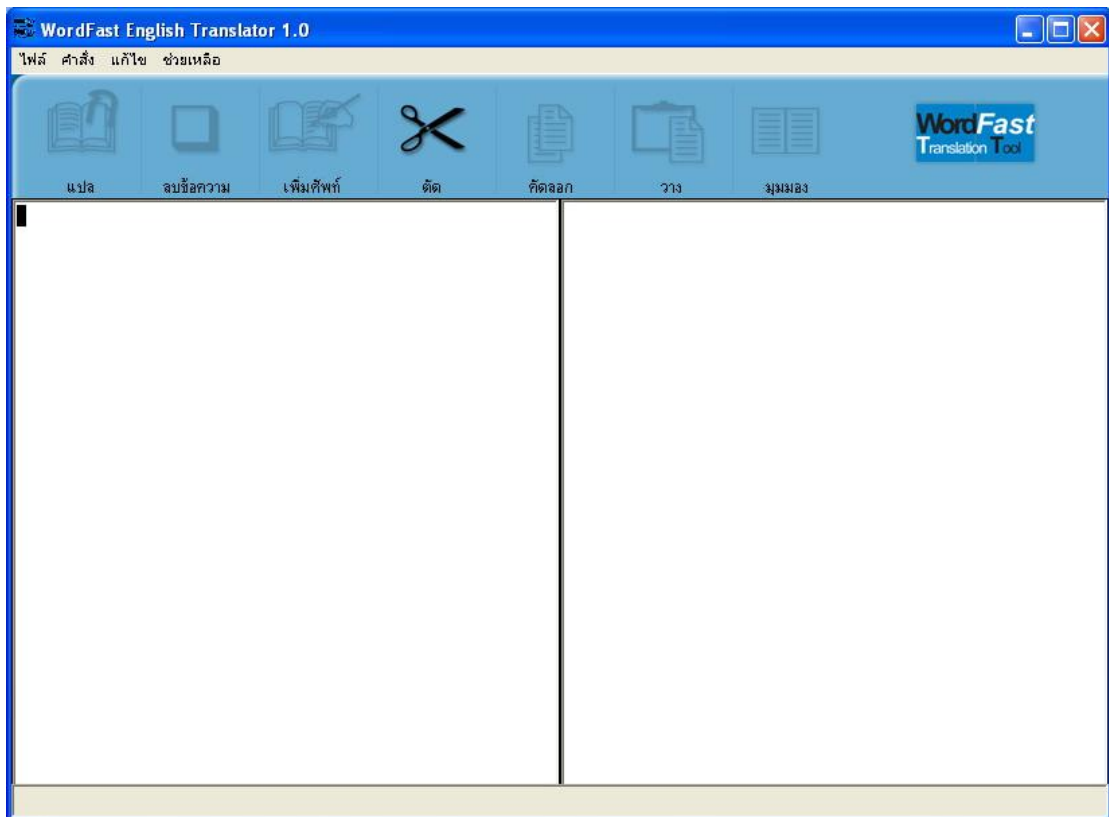 WordFast English Translator 1.0
ไฟล์ คำสั่ง แก้ไข ช่วยเหลือ
WordFast
Translation Tool
แปล ลบข้อความ เพิ่มศัพท์ ตัด คัดลอก วาง มุมมอง